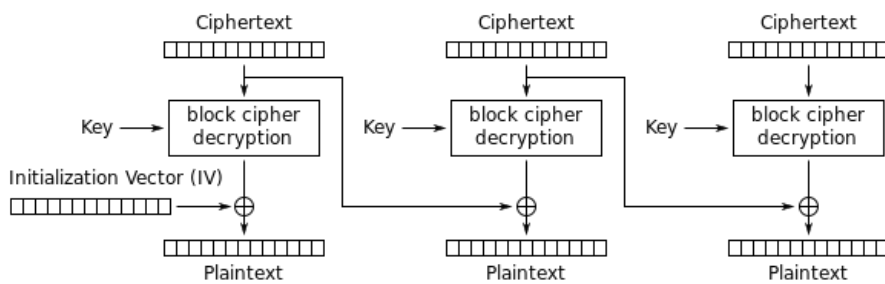 Ciphertext
Ciphertext
Ciphertext
Key
block cipher
decryption
Key
block cipher
decryption
Key
block cipher
decryption
Initialization Vector (IV)
Plaintext
Plaintext
Plaintext